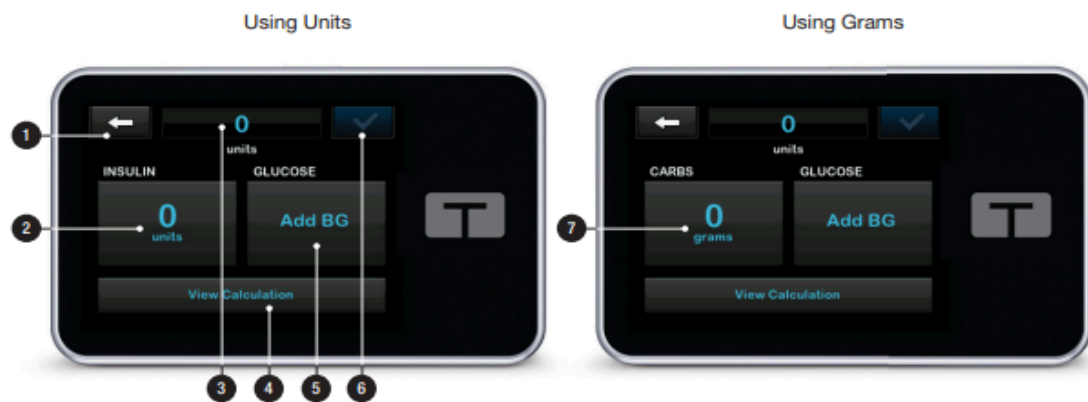 Using Units
Using Grams
1
0
units
INSULIN
GLUCOSE
2
0
units
Add BG
View Calculation
3
4
5
6
0
units
CARBS
GLUCOSE
7
0
grams
Add BG
View Calculation
T